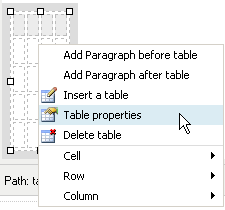 Add Paragraph before table
Add Paragraph after table
Insert a table
Table properties
Delete table
Cell
Row
Column
Path: ta